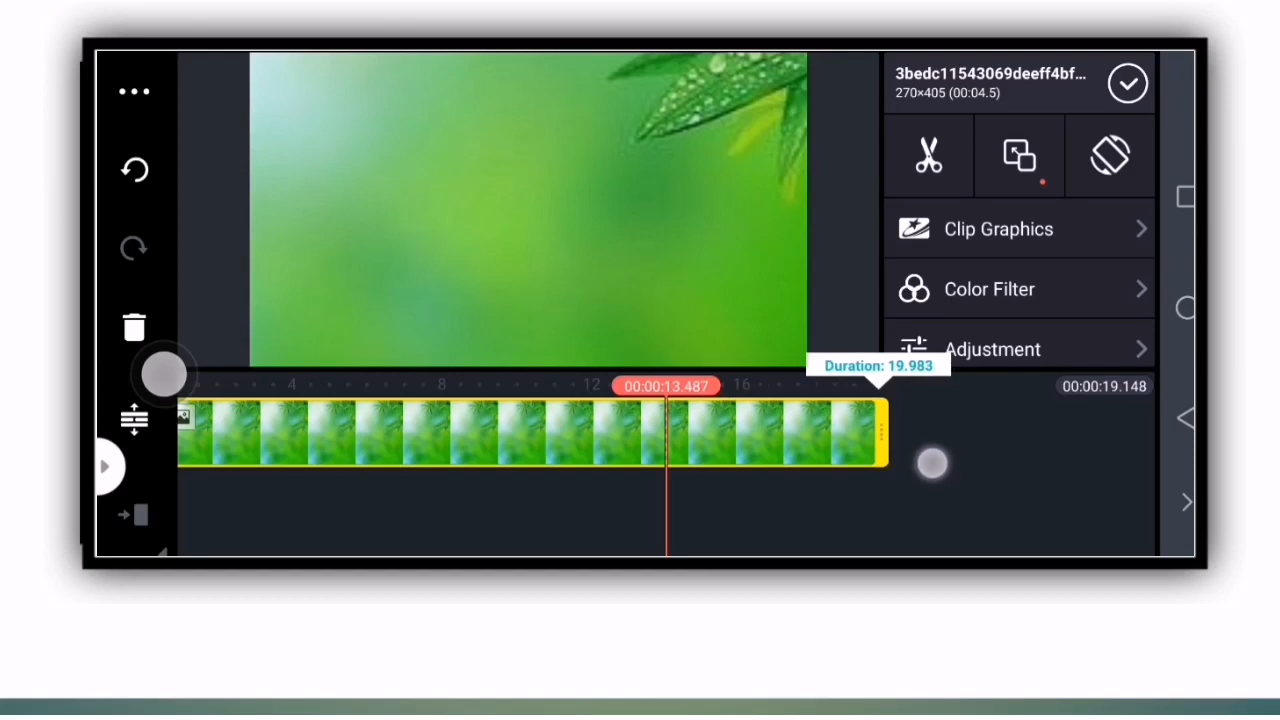 3bedc11543069deeff4bf...
270×405 (00:04.5)
Clip Graphics
Color Filter
Adjustment
Duration: 19.983
4
8
12
00:00:13.487
16
00:00:19.148